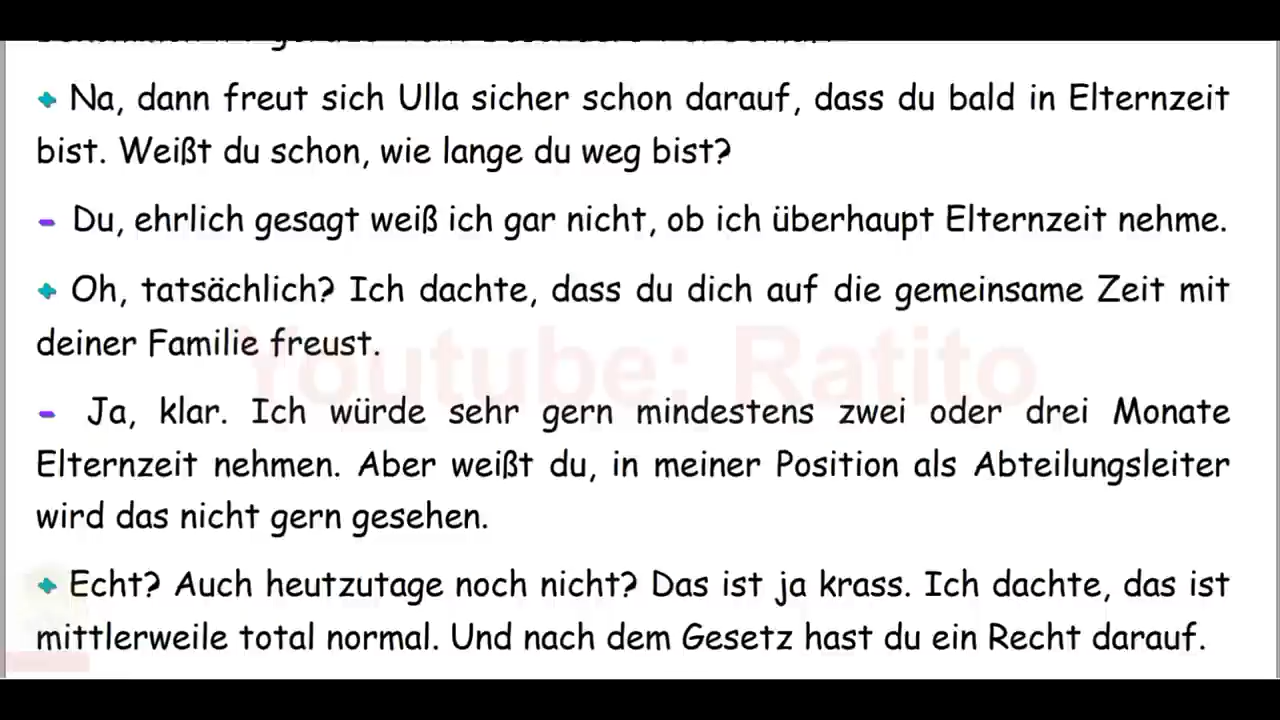 + Na, dann freut sich Ulla sicher schon darauf, dass du bald in Elternzeit
bist. Weißt du schon, wie lange du weg bist?
- Du, ehrlich gesagt weiß ich gar nicht, ob ich überhaupt Elternzeit nehme.
+ Oh, tatsächlich? Ich dachte, dass du dich auf die gemeinsame Zeit mit
deiner Familie freust.
Youtube: Ratito
- Ja, klar. Ich würde sehr gern mindestens zwei oder drei Monate
Elternzeit nehmen. Aber weißt du, in meiner Position als Abteilungsleiter
wird das nicht gern gesehen.
+ Echt? Auch heutzutage noch nicht? Das ist ja krass. Ich dachte, das ist
mittlerweile total normal. Und nach dem Gesetz hast du ein Recht darauf.